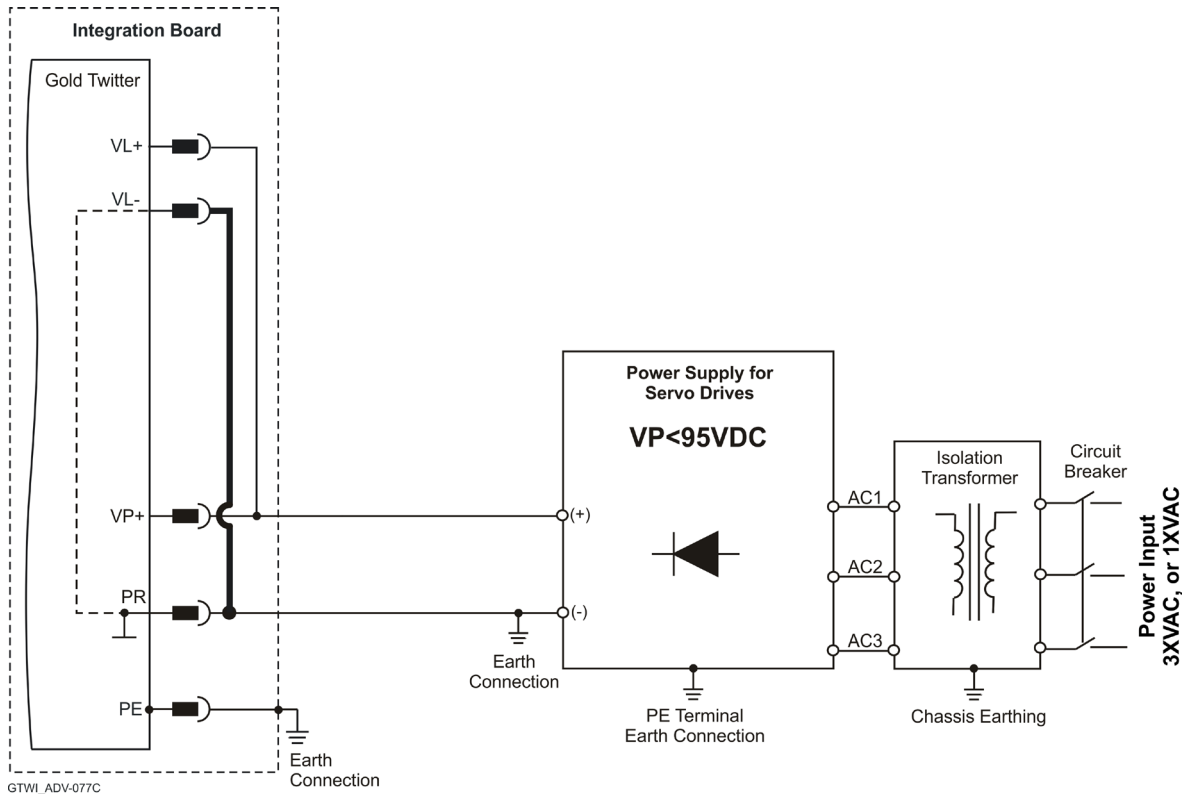 Integration Board
Gold Twitter
VL+
VL-
VP+
PR
PE
Earth
Connection
GTWI_ADV-077C
Earth
Connection
Power Supply for
Servo Drives
VP<95VDC
(+)
(-)
PE Terminal
Earth Connection
AC1
AC2
AC3
Isolation
Transformer
Chassis Earthing
Circuit
Breaker
Power Input
3XVAC, or 1XVAC